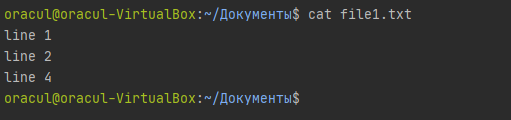 oracul@oracul-VirtualBox:~/Документы$ cat file1.txt
line 1
line 2
line 4
oracul@oracul-VirtualBox:~/Документы$